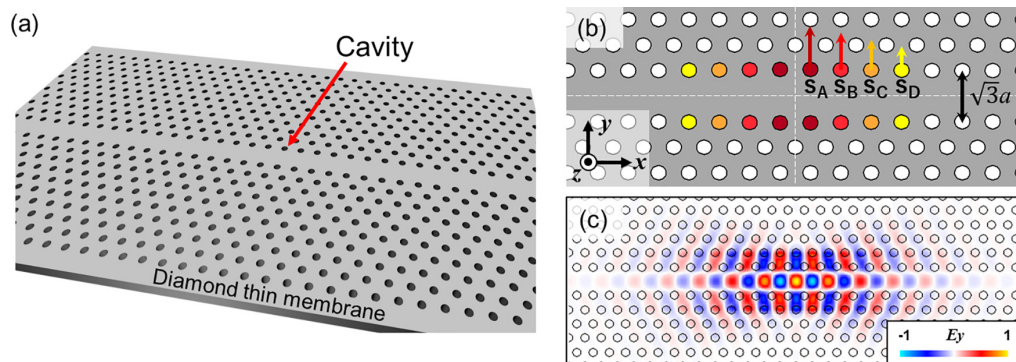 (a)
Cavity
Diamond thin membrane
(b)
S_A S_B S_C S_D
√3a
y
z x
(c)
-1 Ey 1